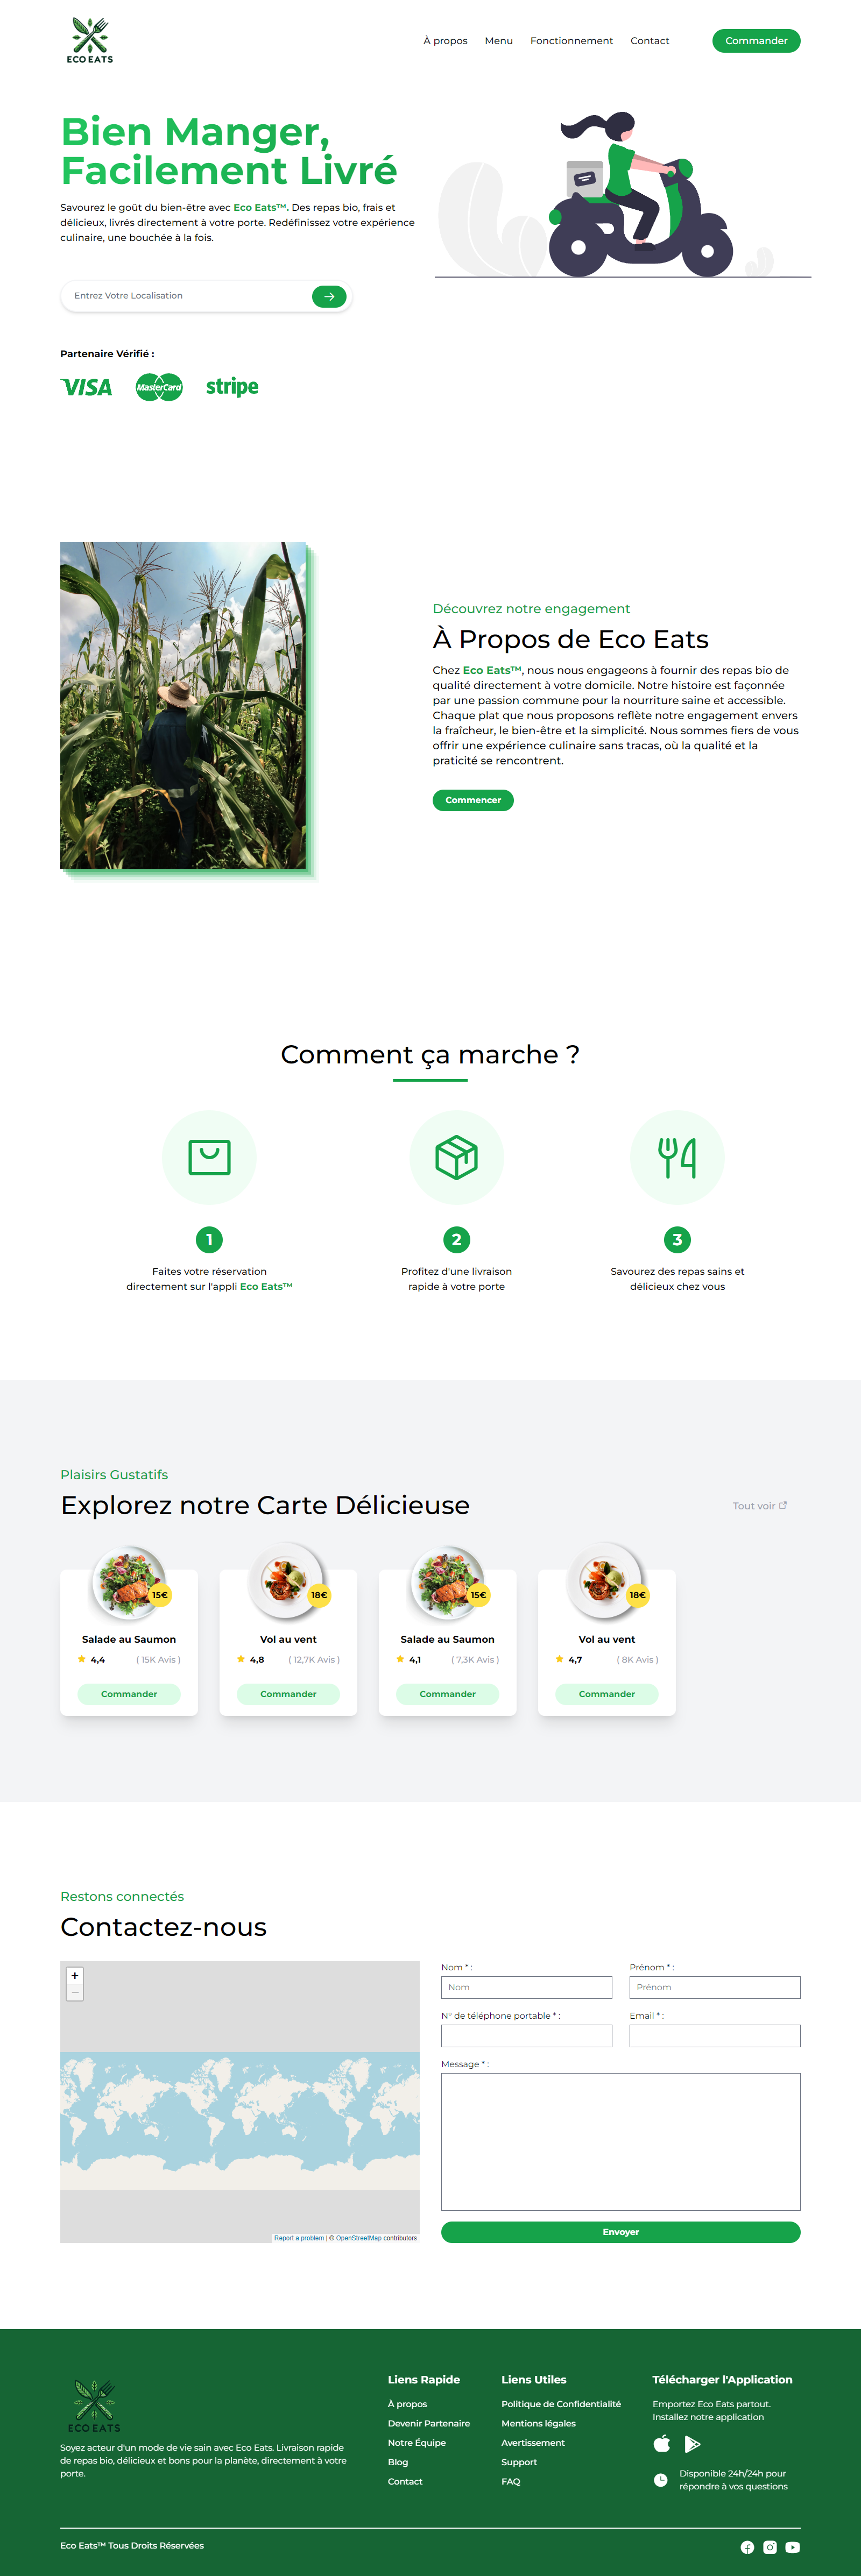 ECO EATS
À propos Menu Fonctionnement Contact Commander
Bien Manger,
Facilement Livré
Savourez le goût du bien-être avec Eco Eats™. Des repas bio, frais et
délicieux, livrés directement à votre porte. Redéfinissez votre expérience
culinaire, une bouchée à la fois.
Entrez Votre Localisation
Partenaire Vérifié :
VISA MasterCard stripe
Découvrez notre engagement
À Propos de Eco Eats
Chez Eco Eats™, nous nous engageons à fournir des repas bio de
qualité directement à votre domicile. Notre histoire est façonnée
par une passion commune pour la nourriture saine et accessible.
Chaque plat que nous proposons reflète notre engagement envers
la fraîcheur, le bien-être et la simplicité. Nous sommes fiers de vous
offrir une expérience culinaire sans tracas, où la qualité et la
praticité se rencontrent.
Commencer
Comment ça marche ?
1
Faites votre réservation
directement sur l'appli Eco Eats™
2
Profitez d'une livraison
rapide à votre porte
3
Savourez des repas sains et
délicieux chez vous
Plaisirs Gustatifs
Explorez notre Carte Délicieuse
Tout voir
15€
Salade au Saumon
4,4 ( 15K Avis )
Commander
18€
Vol au vent
4,8 ( 12,7K Avis )
Commander
15€
Salade au Saumon
4,1 ( 7,3K Avis )
Commander
18€
Vol au vent
4,7 ( 8K Avis )
Commander
Restons connectés
Contactez-nous
+
−
Report a problem | © OpenStreetMap contributors
Nom * : Prénom * :
Nom Prénom
N° de téléphone portable * : Email * :
Message * :
Envoyer
ECO EATS
Soyez acteur d'un mode de vie sain avec Eco Eats. Livraison rapide
de repas bio, délicieux et bons pour la planète, directement à votre
porte.
Liens Rapide
À propos
Devenir Partenaire
Notre Équipe
Blog
Contact
Liens Utiles
Politique de Confidentialité
Mentions légales
Avertissement
Support
FAQ
Télécharger l'Application
Emportez Eco Eats partout.
Installez notre application
Disponible 24h/24h pour
répondre à vos questions
Eco Eats™ Tous Droits Réservées